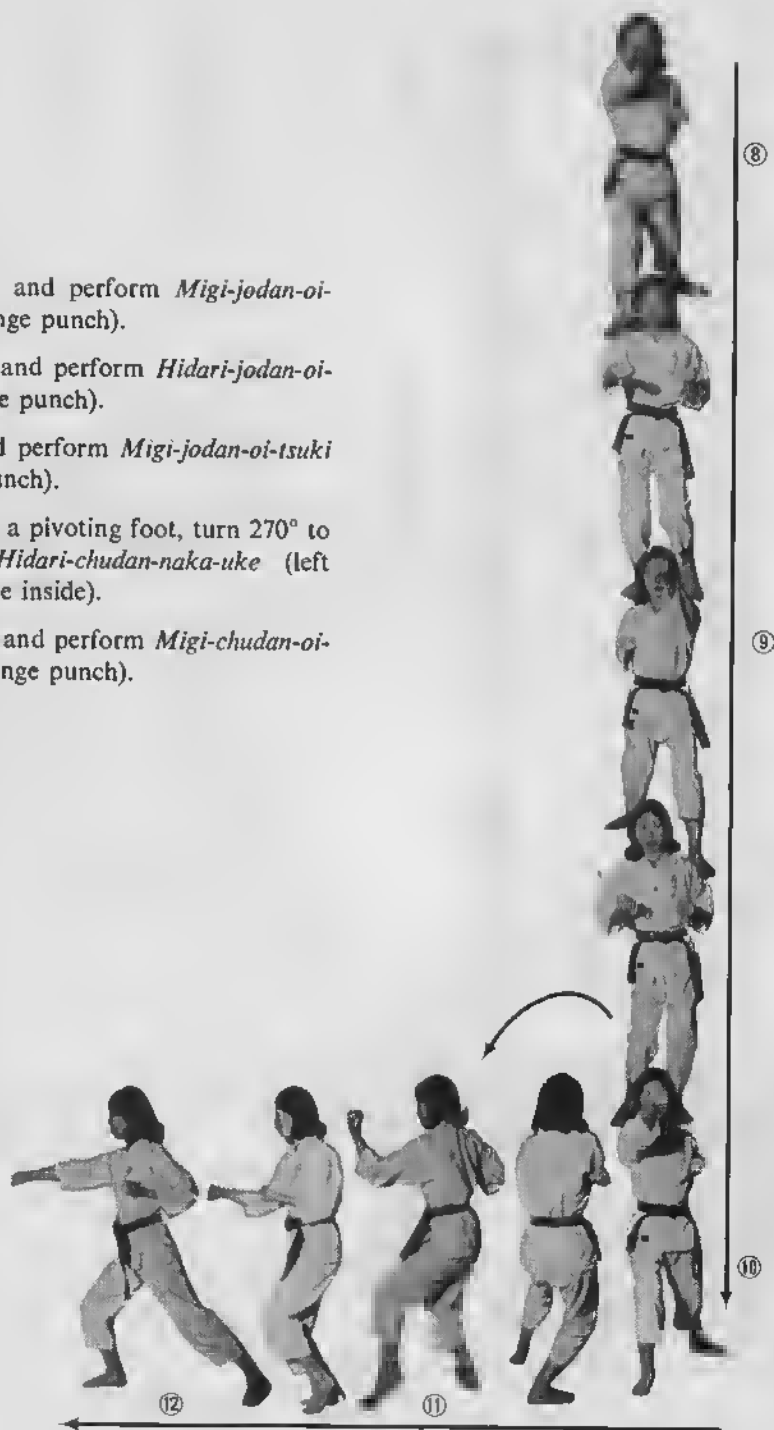 ⑧
and perform Migi-jodan-oi-
nge punch).
and perform Hidari-jodan-oi-
e punch).
d perform Migi-jodan-oi-tsuki
unch).
a pivoting foot, turn 270° to
Hidari-chudan-naka-uke (left
e inside).
⑨
and perform Migi-chudan-oi-
nge punch).
⑩
⑫ ⑪